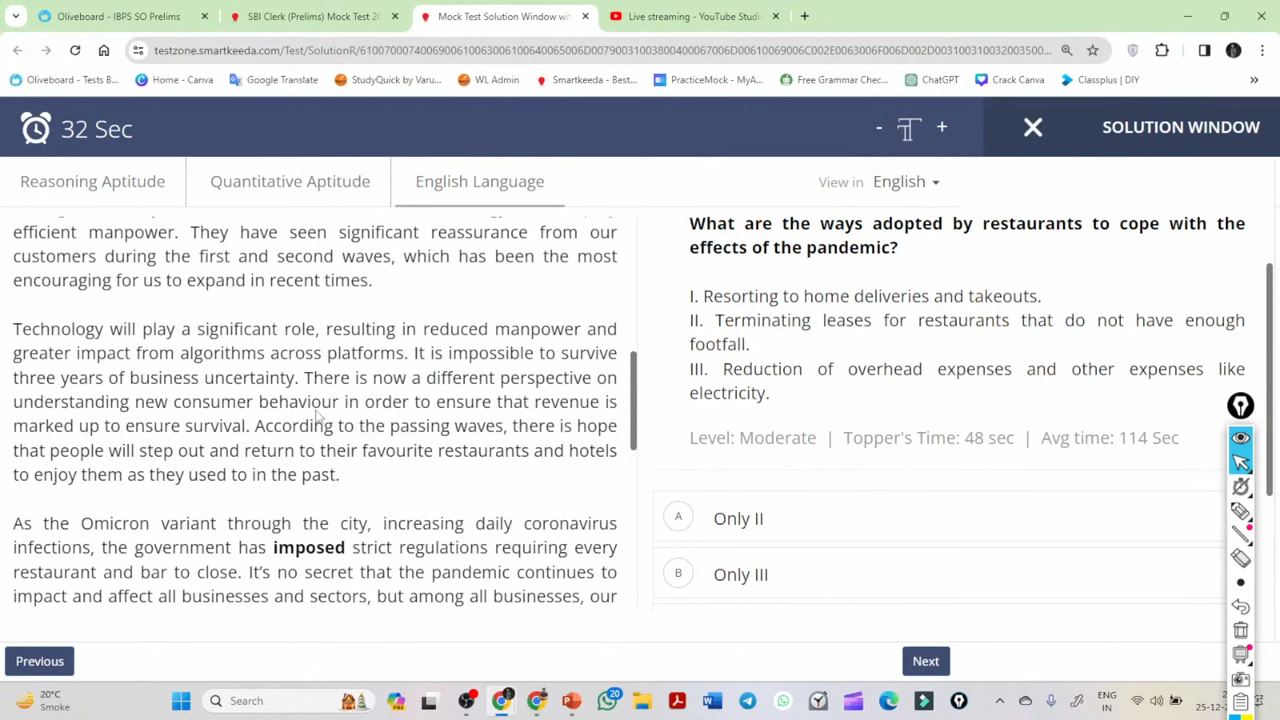 Oliveboard - IBPS SO Prelims
SBI Clerk (Prelims) Mock Test 20
Mock Test Solution Window wit
Live streaming - YouTube Studi
testzone.smartkeeda.org/Test/SolutionR/
Oliveboard - Tests B...
Home - Canva
Google Translate
StudyQuick by Varu...
WL Admin
Smartkeeda - Best...
PracticeMock - MyA...
Free Grammar Chec...
ChatGPT
Crack Canva
Classplus | DIY
32 Sec
- T +
SOLUTION WINDOW
Reasoning Aptitude
Quantitative Aptitude
English Language
View in English
efficient manpower. They have seen significant reassurance from our
customers during the first and second waves, which has been the most
encouraging for us to expand in recent times.
Technology will play a significant role, resulting in reduced manpower and
greater impact from algorithms across platforms. It is impossible to survive
three years of business uncertainty. There is now a different perspective on
understanding new consumer behaviour in order to ensure that revenue is
marked up to ensure survival. According to the passing waves, there is hope
that people will step out and return to their favourite restaurants and hotels
to enjoy them as they used to in the past.
As the Omicron variant through the city, increasing daily coronavirus
infections, the government has imposed strict regulations requiring every
restaurant and bar to close. It's no secret that the pandemic continues to
impact and affect all businesses and sectors, but among all businesses, our
What are the ways adopted by restaurants to cope with the
effects of the pandemic?
I. Resorting to home deliveries and takeouts.
II. Terminating leases for restaurants that do not have enough
footfall.
III. Reduction of overhead expenses and other expenses like
electricity.
Level: Moderate | Topper's Time: 48 sec | Avg time: 114 Sec
A Only II
B Only III
Previous
Next
20°C
Smoke
Search
20
ENG
IN
25-12-